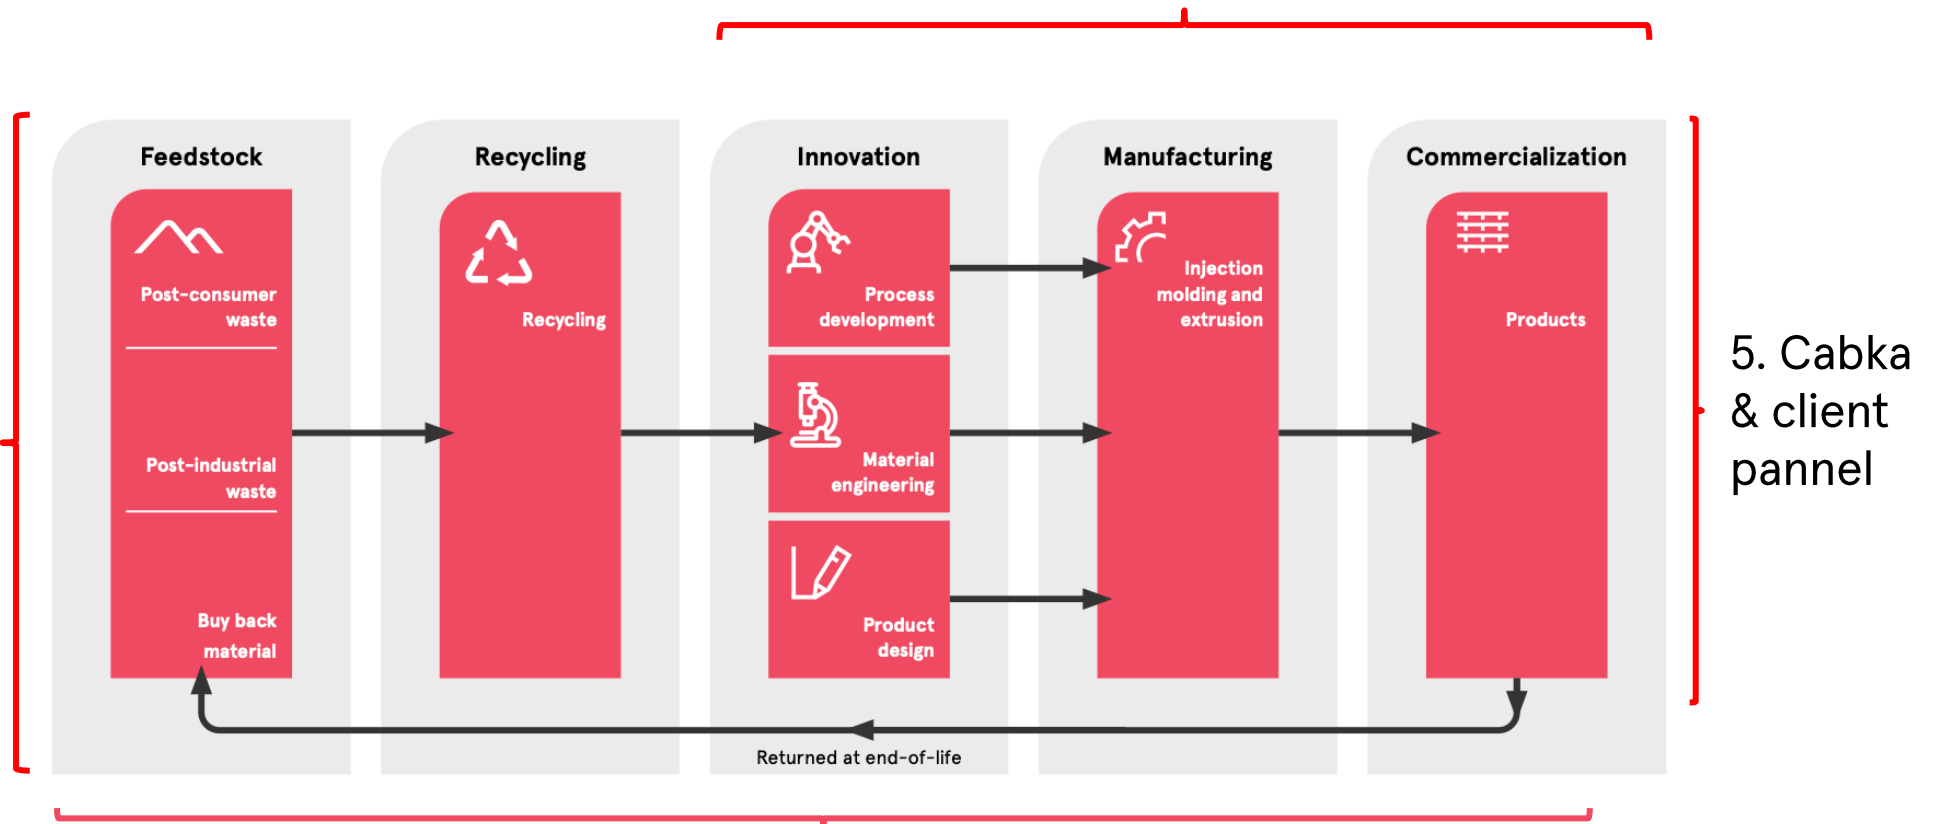 Feedstock
Post-consumer
waste
Post-industrial
waste
Buy back
material
Recycling
Recycling
Innovation
Process
development
Material
engineering
Product
design
Manufacturing
Injection
molding and
extrusion
Commercialization
Products
Returned at end-of-life
5. Cabka
& client
pannel